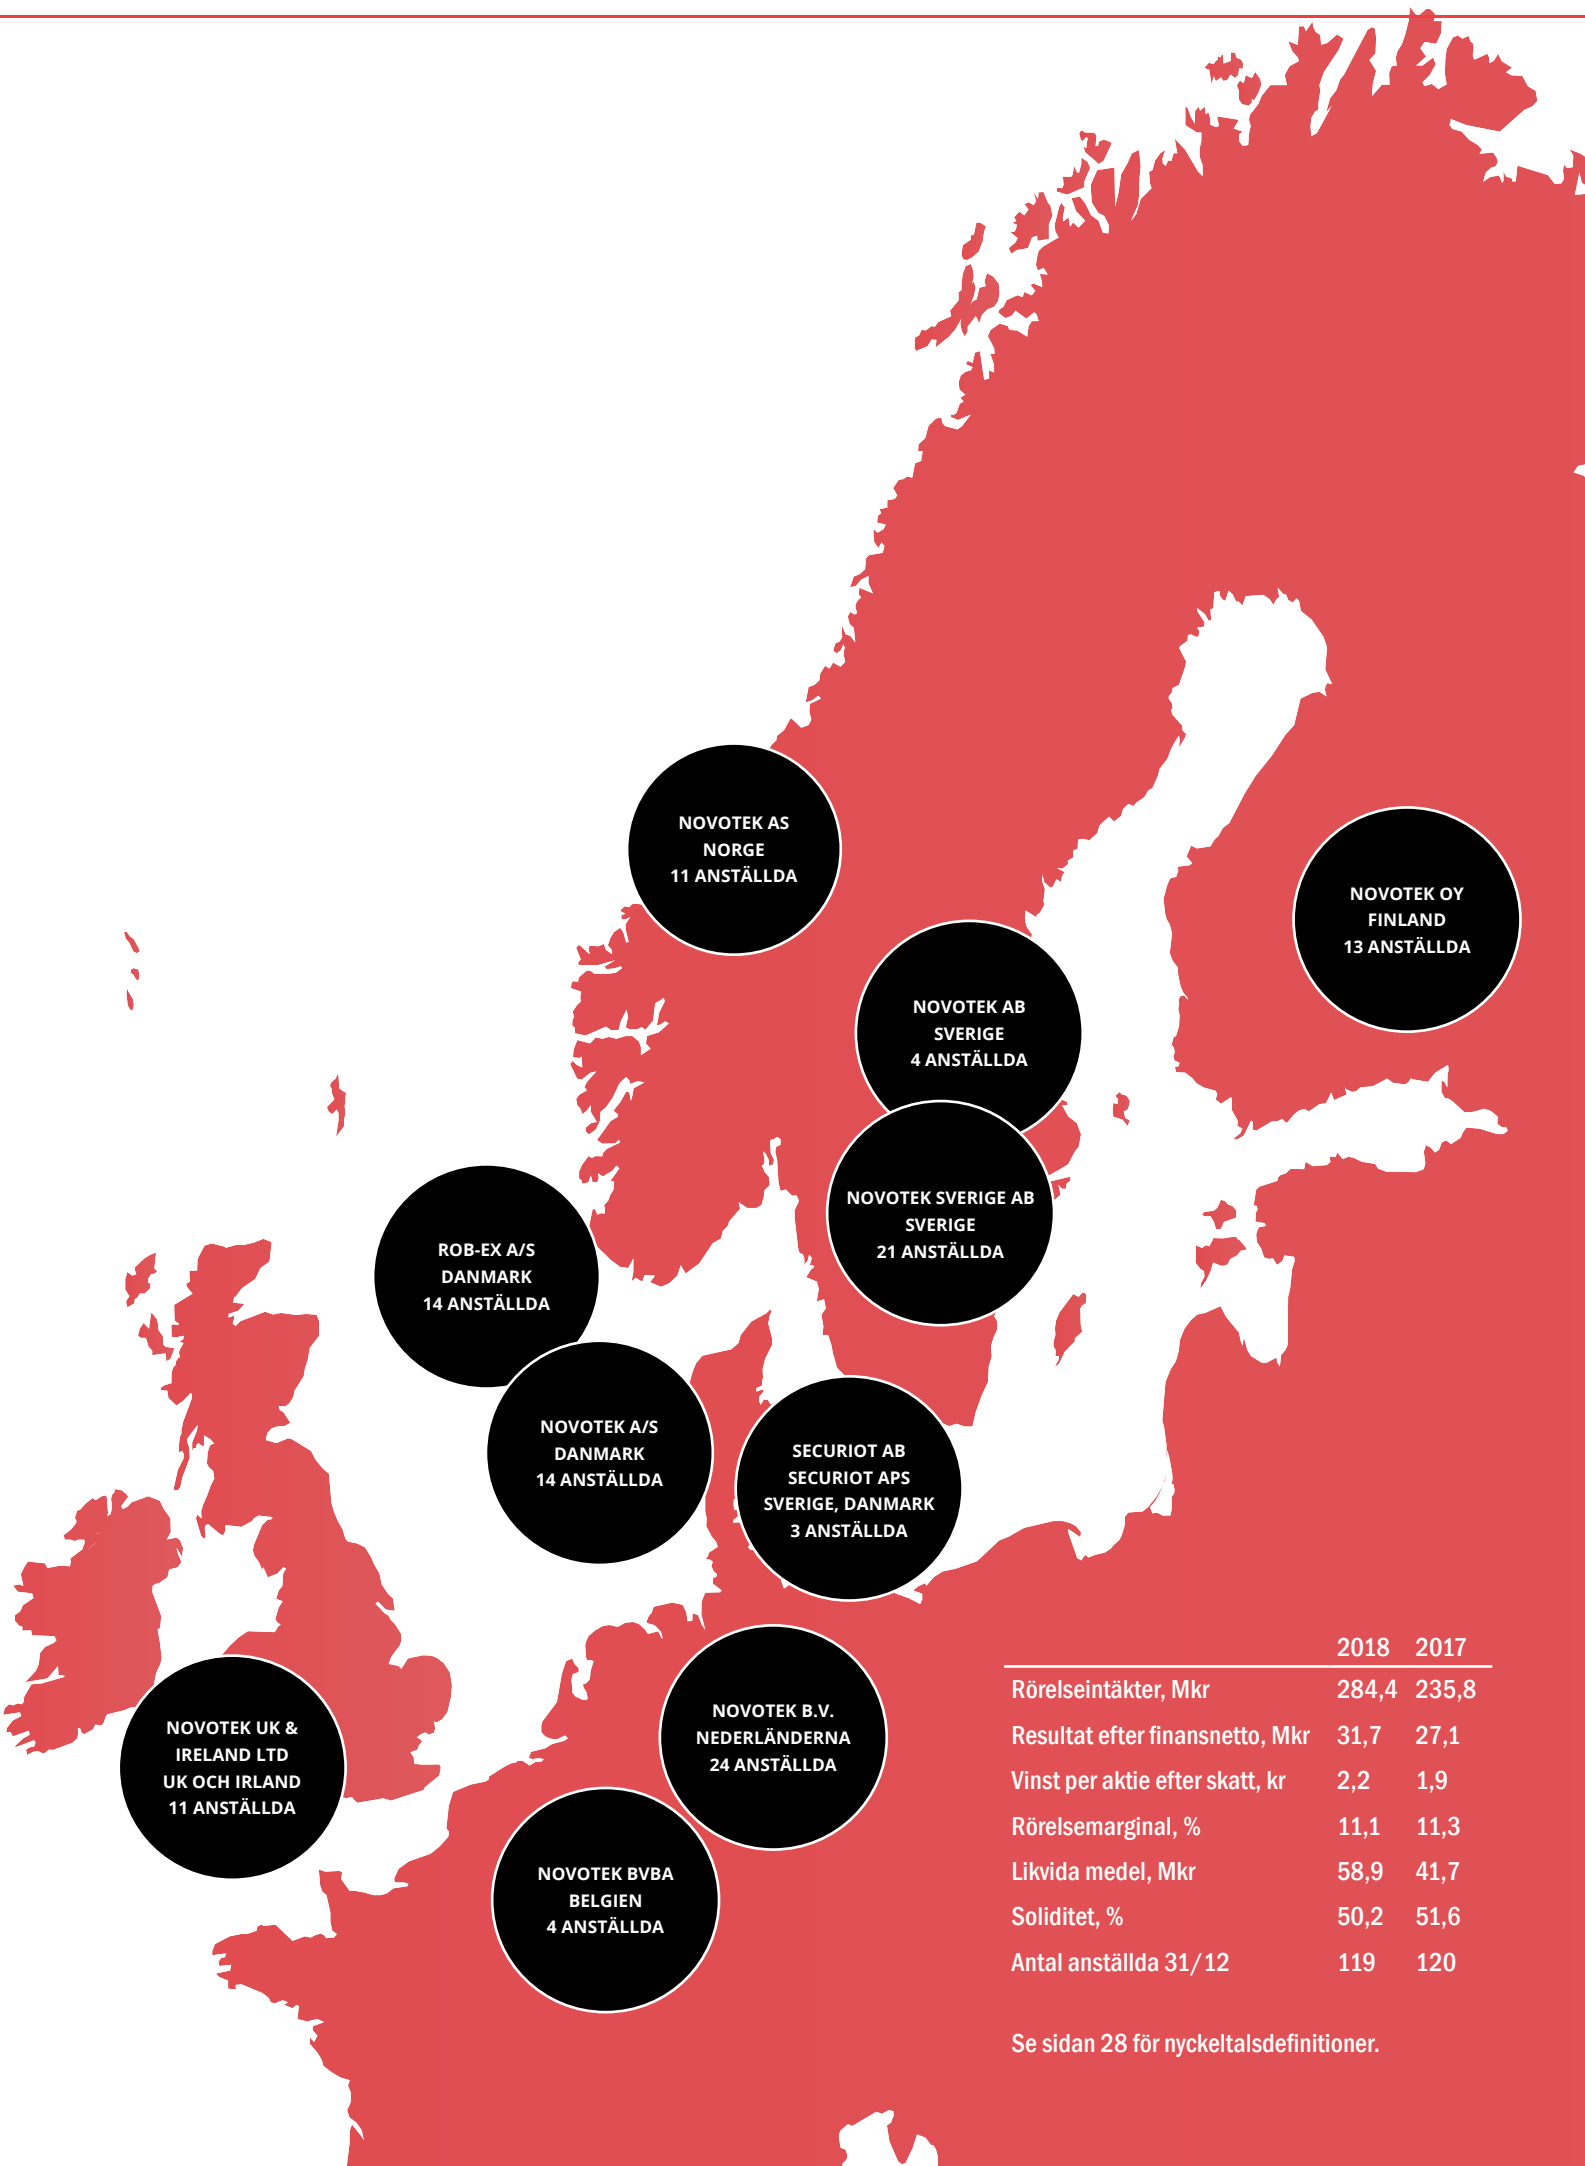 NOVOTEK AS
NORGE
11 ANSTÄLLDA
NOVOTEK OY
FINLAND
13 ANSTÄLLDA
NOVOTEK AB
SVERIGE
4 ANSTÄLLDA
NOVOTEK SVERIGE AB
SVERIGE
21 ANSTÄLLDA
ROB-EX A/S
DANMARK
14 ANSTÄLLDA
NOVOTEK A/S
DANMARK
14 ANSTÄLLDA
SECURIOT AB
SECURIOT APS
SVERIGE, DANMARK
3 ANSTÄLLDA
NOVOTEK UK &
IRELAND LTD
UK OCH IRLAND
11 ANSTÄLLDA
NOVOTEK B.V.
NEDERLÄNDERNA
24 ANSTÄLLDA
NOVOTEK BVBA
BELGIEN
4 ANSTÄLLDA
2018 2017
Rörelseintäkter, Mkr 284,4 235,8
Resultat efter finansnetto, Mkr 31,7 27,1
Vinst per aktie efter skatt, kr 2,2 1,9
Rörelsemarginal, % 11,1 11,3
Likvida medel, Mkr 58,9 41,7
Soliditet, % 50,2 51,6
Antal anställda 31/12 119 120
Se sidan 28 för nyckeltalsdefinitioner.